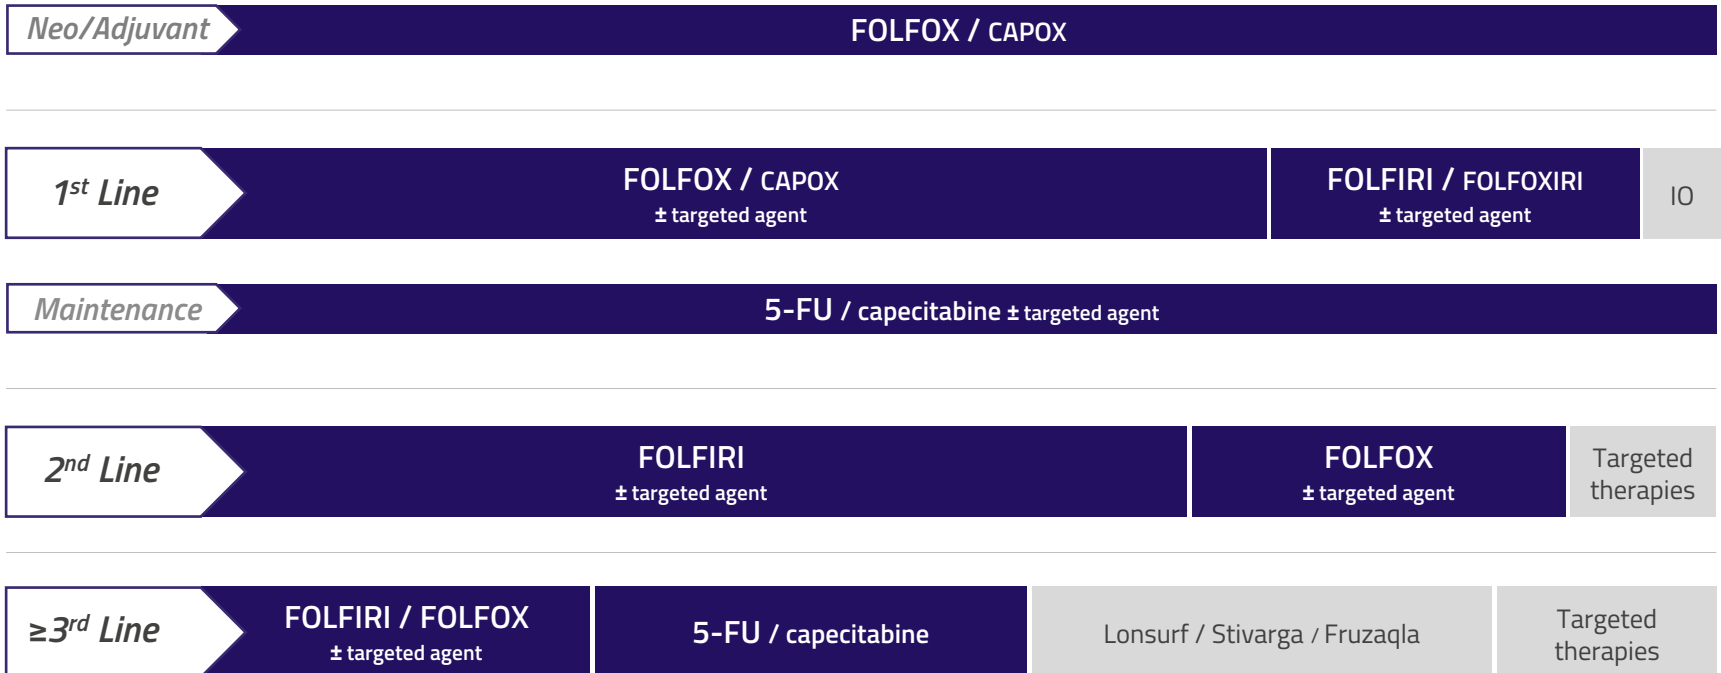 Neo/Adjuvant
FOLFOX / CAPOX
1st Line
FOLFOX / CAPOX
± targeted agent
FOLFIRI / FOLFOXIRI
± targeted agent
IO
Maintenance
5-FU / capecitabine ± targeted agent
2nd Line
FOLFIRI
± targeted agent
FOLFOX
± targeted agent
Targeted
therapies
≥3rd Line
FOLFIRI / FOLFOX
± targeted agent
5-FU / capecitabine
Lonsurf / Stivarga / Fruzaqla
Targeted
therapies